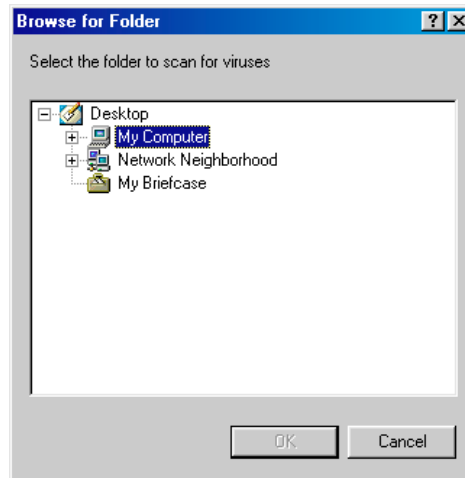 Browse for Folder
Select the folder to scan for viruses
Desktop
My Computer
Network Neighborhood
My Briefcase
OK Cancel